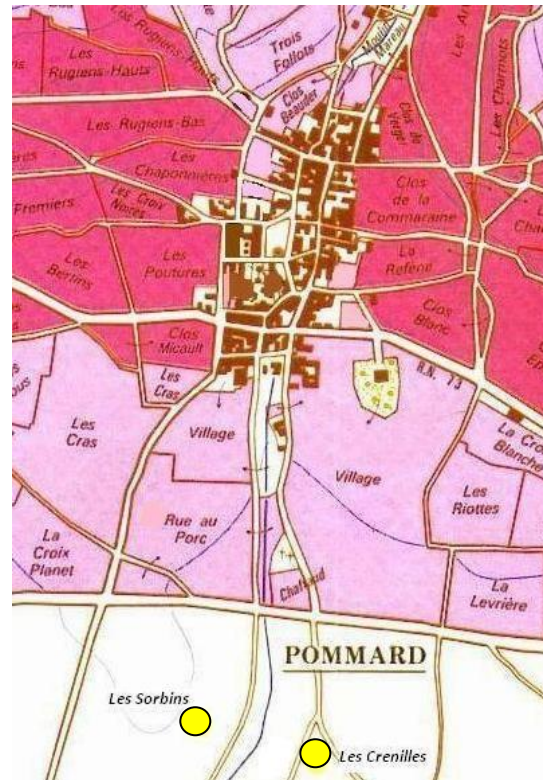 Les
Rugiens-Hauts
Trois
Follots
Moulin
Mareau
Les Charmots
Clos
Beaudier
Clos de
Verger
Les Rugiens-Bas
Les
Chaponnières
Les Croix
Noires
Fremiers
Clos
de la
Commaraine
Les
Bertins
Les
Poutures
La
Refène
Clos
Blanc
Clos
Micault
R.N. 73
Les
Cras
Les
Cras
Village
Village
La Croix
Blanche
Les
Riottes
Rue au
Porc
La
Croix
Planet
Chaffaud
La
Levrière
POMMARD
Les Sorbins
Les Crenilles